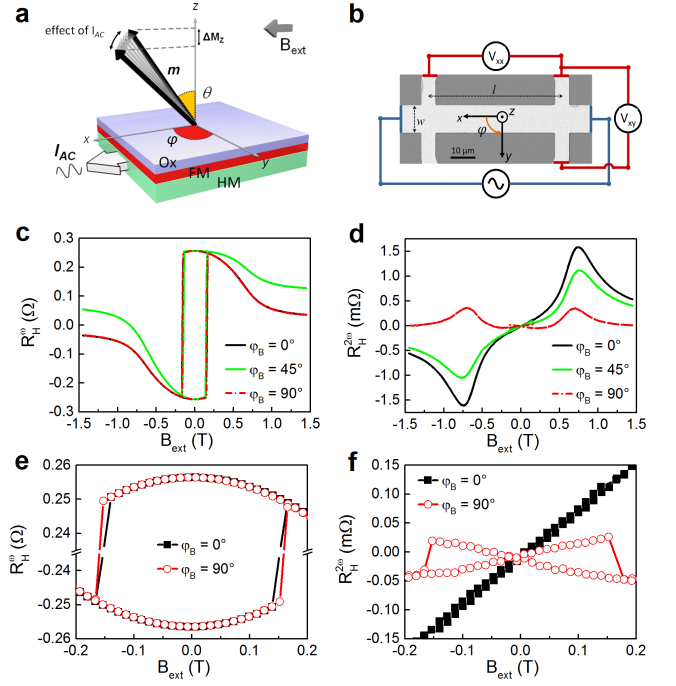 a
effect of I_AC
z
ΔM_z
B_ext
m
θ
x
φ
y
I_AC
Ox
FM
HM
b
V_xx
l
w
x
z
φ
y
10 µm
V_xy
c
0.3
0.2
0.1
0.0
-0.1
-0.2
-0.3
R_H^ω (Ω)
φ_B = 0°
φ_B = 45°
φ_B = 90°
-1.5 -1.0 -0.5 0.0 0.5 1.0 1.5
B_ext (T)
d
1.5
1.0
0.5
0.0
-0.5
-1.0
-1.5
R_H^2ω (mΩ)
φ_B = 0°
φ_B = 45°
φ_B = 90°
-1.5 -1.0 -0.5 0.0 0.5 1.0 1.5
B_ext (T)
e
0.26
0.25
0.24
-0.24
-0.25
-0.26
R_H^ω (Ω)
φ_B = 0°
φ_B = 90°
-0.2 -0.1 0.0 0.1 0.2
B_ext (T)
f
0.15
0.10
0.05
0.00
-0.05
-0.10
-0.15
R_H^2ω (mΩ)
φ_B = 0°
φ_B = 90°
-0.2 -0.1 0.0 0.1 0.2
B_ext (T)